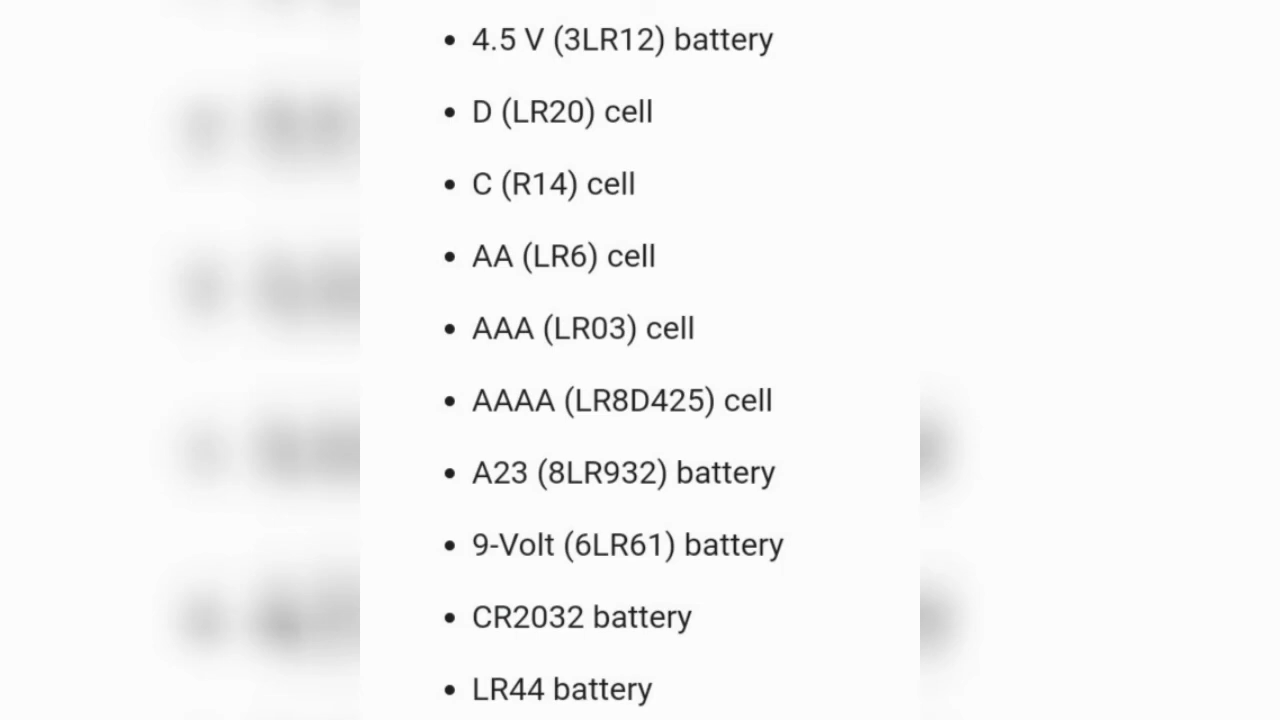 • 4.5 V (3LR12) battery
• D (LR20) cell
• C (R14) cell
• AA (LR6) cell
• AAA (LR03) cell
• AAAA (LR8D425) cell
• A23 (8LR932) battery
• 9-Volt (6LR61) battery
• CR2032 battery
• LR44 battery